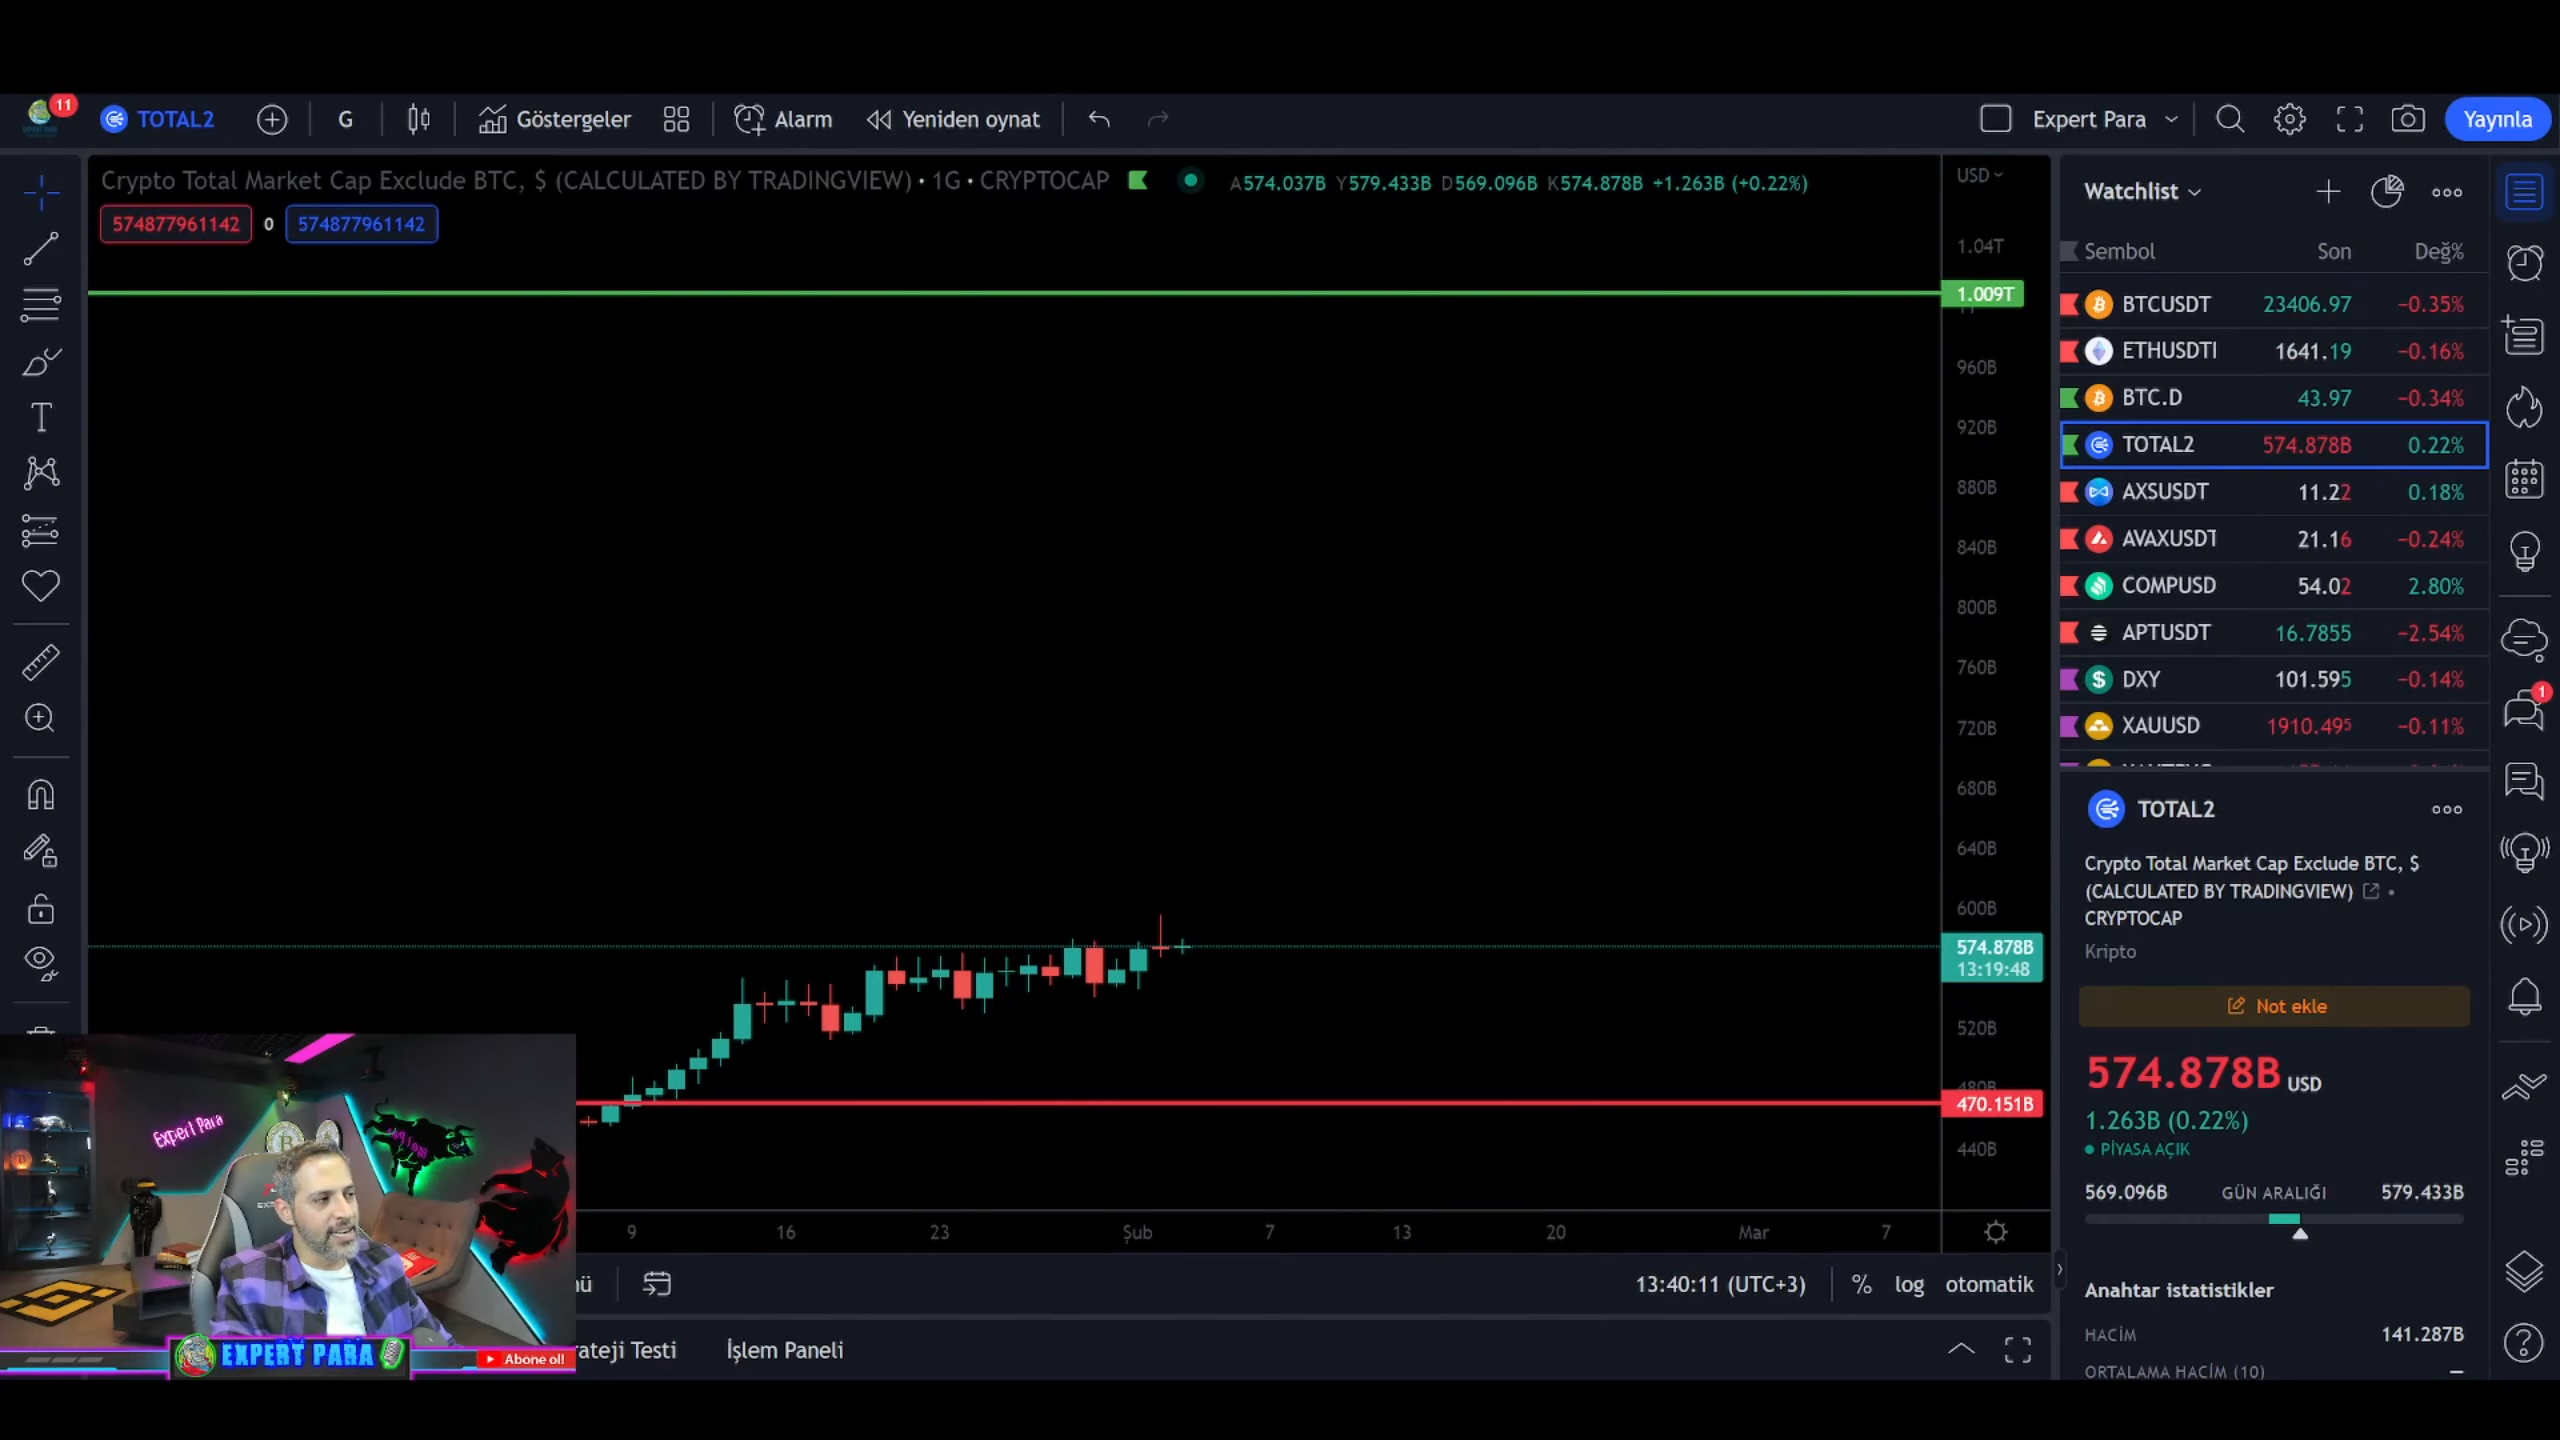 11
TOTAL2
G
Göstergeler
Alarm
Yeniden oynat
Expert Para
Yayınla
Crypto Total Market Cap Exclude BTC, $ (CALCULATED BY TRADINGVIEW) • 1G • CRYPTOCAP
A574.037B Y579.433B D569.096B K574.878B +1.263B (+0.22%)
574877961142 0 574877961142
USD
1.04T
1.009T
960B
920B
880B
840B
800B
760B
720B
680B
640B
600B
574.878B
13:19:48
520B
480B
470.151B
440B
9 16 23 Şub 7 13 20 Mar 7
13:40:11 (UTC+3) % log otomatik
rateji Testi
İşlem Paneli
Watchlist
Sembol Son Değ%
BTCUSDT 23406.97 −0.35%
ETHUSDT 1641.19 −0.16%
BTC.D 43.97 −0.34%
TOTAL2 574.878B 0.22%
AXSUSDT 11.22 0.18%
AVAXUSDT 21.16 −0.24%
COMPUSD 54.02 2.80%
APTUSDT 16.7855 −2.54%
DXY 101.595 −0.14%
XAUUSD 1910.495 −0.11%
TOTAL2
Crypto Total Market Cap Exclude BTC, $
(CALCULATED BY TRADINGVIEW) •
CRYPTOCAP
Kripto
Not ekle
574.878B USD
1.263B (0.22%)
PİYASA AÇIK
569.096B GÜN ARALIĞI 579.433B
Anahtar istatistikler
HACİM 141.287B
ORTALAMA HACİM (10) —
1
Expert Para
EXPERT PARA
Abone ol!